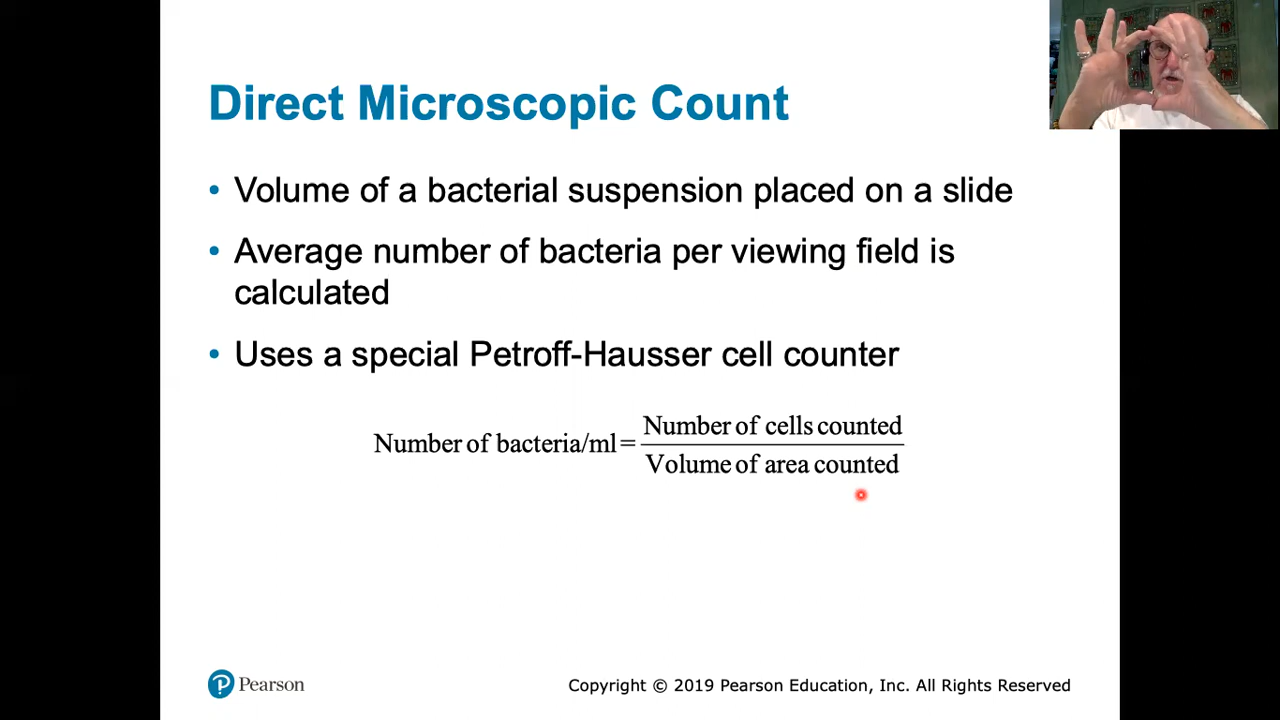 Direct Microscopic Count
• Volume of a bacterial suspension placed on a slide
• Average number of bacteria per viewing field is
calculated
• Uses a special Petroff-Hausser cell counter
Number of bacteria/ml = Number of cells counted
Volume of area counted
Pearson
Copyright © 2019 Pearson Education, Inc. All Rights Reserved